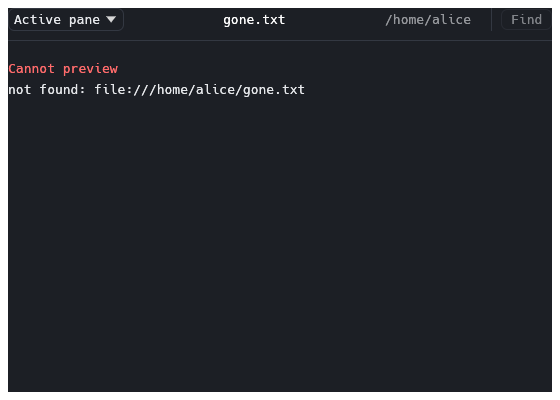 Active pane gone.txt /home/alice Find
Cannot preview
not found: file:///home/alice/gone.txt